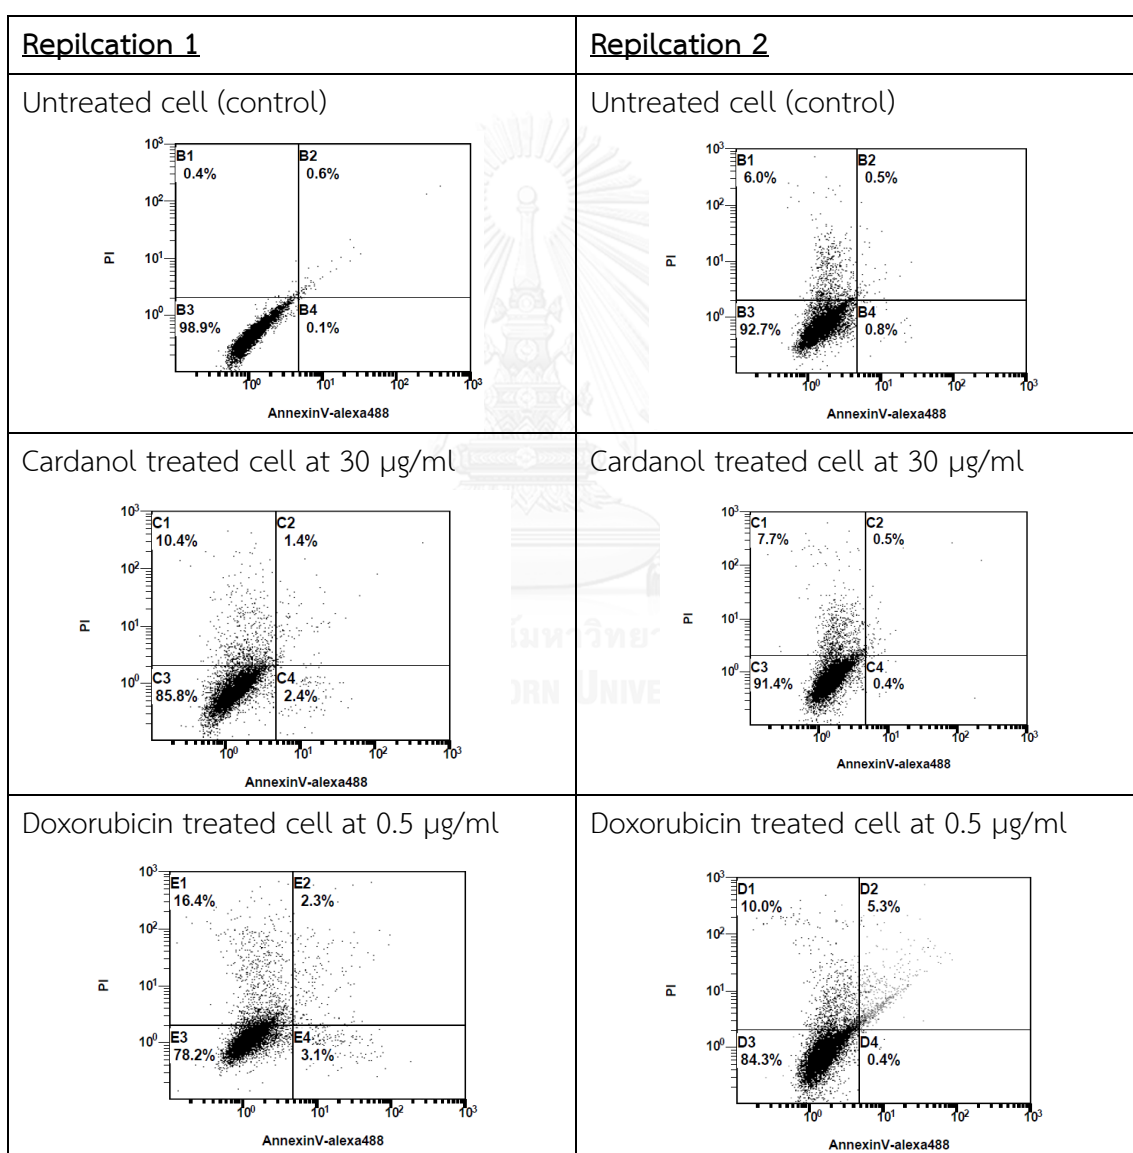 Repilcation 1
Repilcation 2
Untreated cell (control)
10³
10²
10¹
10⁰
PI
B1
0.4%
B2
0.6%
B3
98.9%
B4
0.1%
10⁰ 10¹ 10² 10³
AnnexinV-alexa488
Untreated cell (control)
10³
10²
10¹
10⁰
PI
B1
6.0%
B2
0.5%
B3
92.7%
B4
0.8%
10⁰ 10¹ 10² 10³
AnnexinV-alexa488
Cardanol treated cell at 30 µg/ml
10³
10²
10¹
10⁰
PI
C1
10.4%
C2
1.4%
C3
85.8%
C4
2.4%
10⁰ 10¹ 10² 10³
AnnexinV-alexa488
Cardanol treated cell at 30 µg/ml
10³
10²
10¹
10⁰
PI
C1
7.7%
C2
0.5%
C3
91.4%
C4
0.4%
10⁰ 10¹ 10² 10³
AnnexinV-alexa488
Doxorubicin treated cell at 0.5 µg/ml
10³
10²
10¹
10⁰
PI
E1
16.4%
E2
2.3%
E3
78.2%
E4
3.1%
10⁰ 10¹ 10² 10³
AnnexinV-alexa488
Doxorubicin treated cell at 0.5 µg/ml
10³
10²
10¹
10⁰
PI
D1
10.0%
D2
5.3%
D3
84.3%
D4
0.4%
10⁰ 10¹ 10² 10³
AnnexinV-alexa488